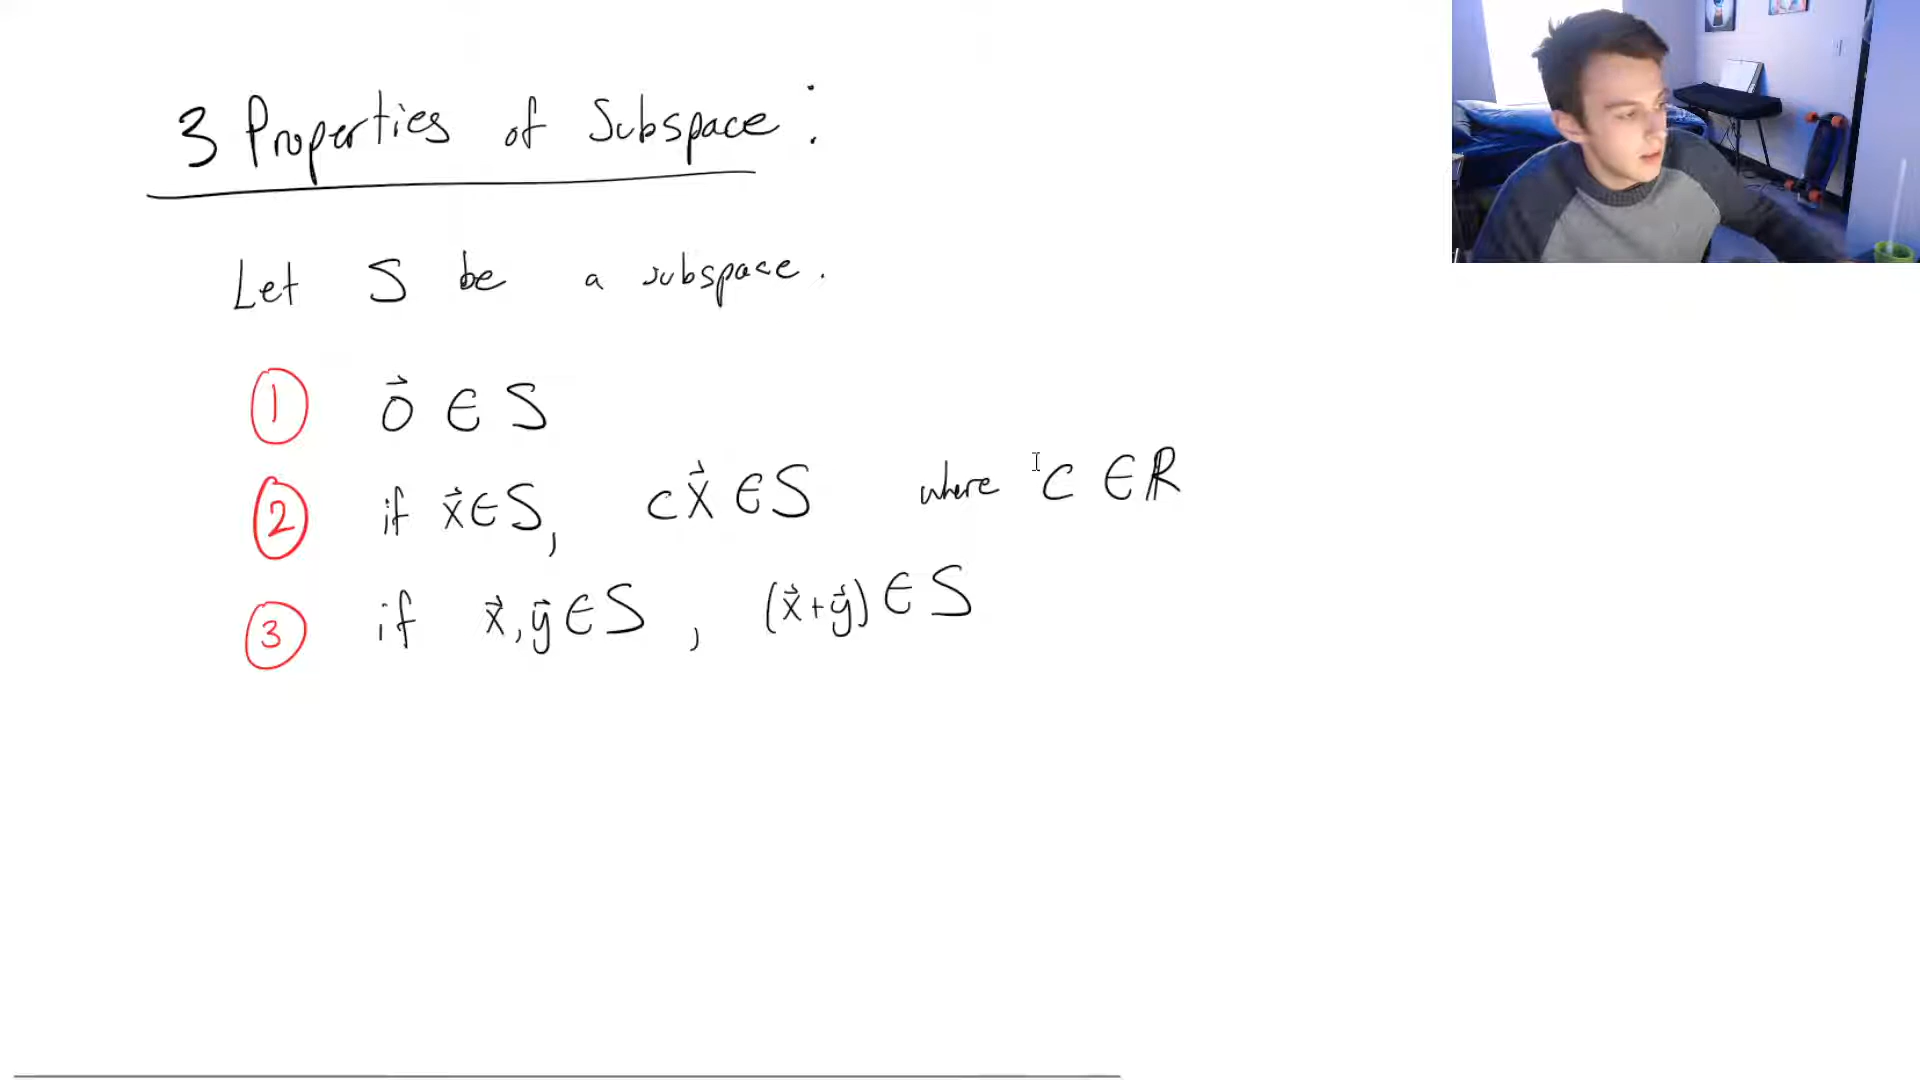 3 Properties of Subspace:
Let S be a subspace.
① 0⃗ ∈ S
② if x⃗ ∈ S, cx⃗ ∈ S where c ∈ ℝ
③ if x⃗, y⃗ ∈ S, (x⃗+y⃗) ∈ S